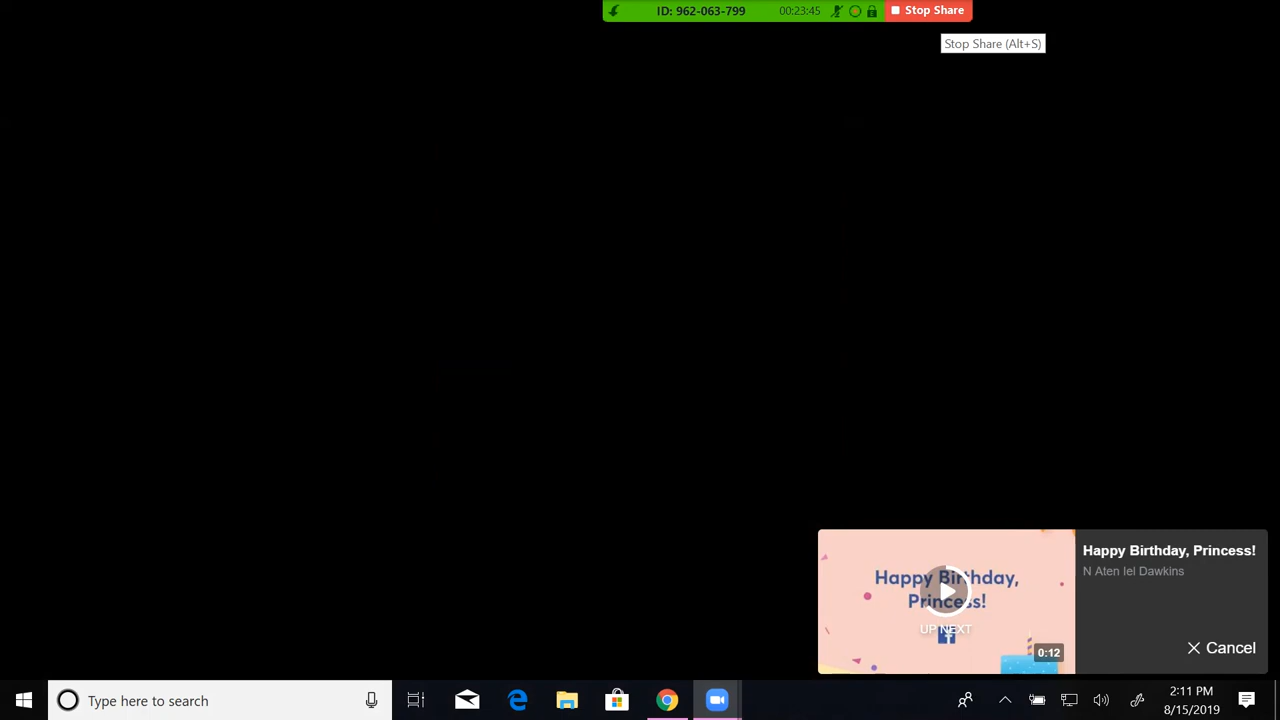 ID: 962-063-799
00:23:45
Stop Share
Stop Share (Alt+S)
Happy Birthday,
Princess!
UP NEXT
0:12
Happy Birthday, Princess!
N Aten Iel Dawkins
Cancel
Type here to search
2:11 PM
8/15/2019